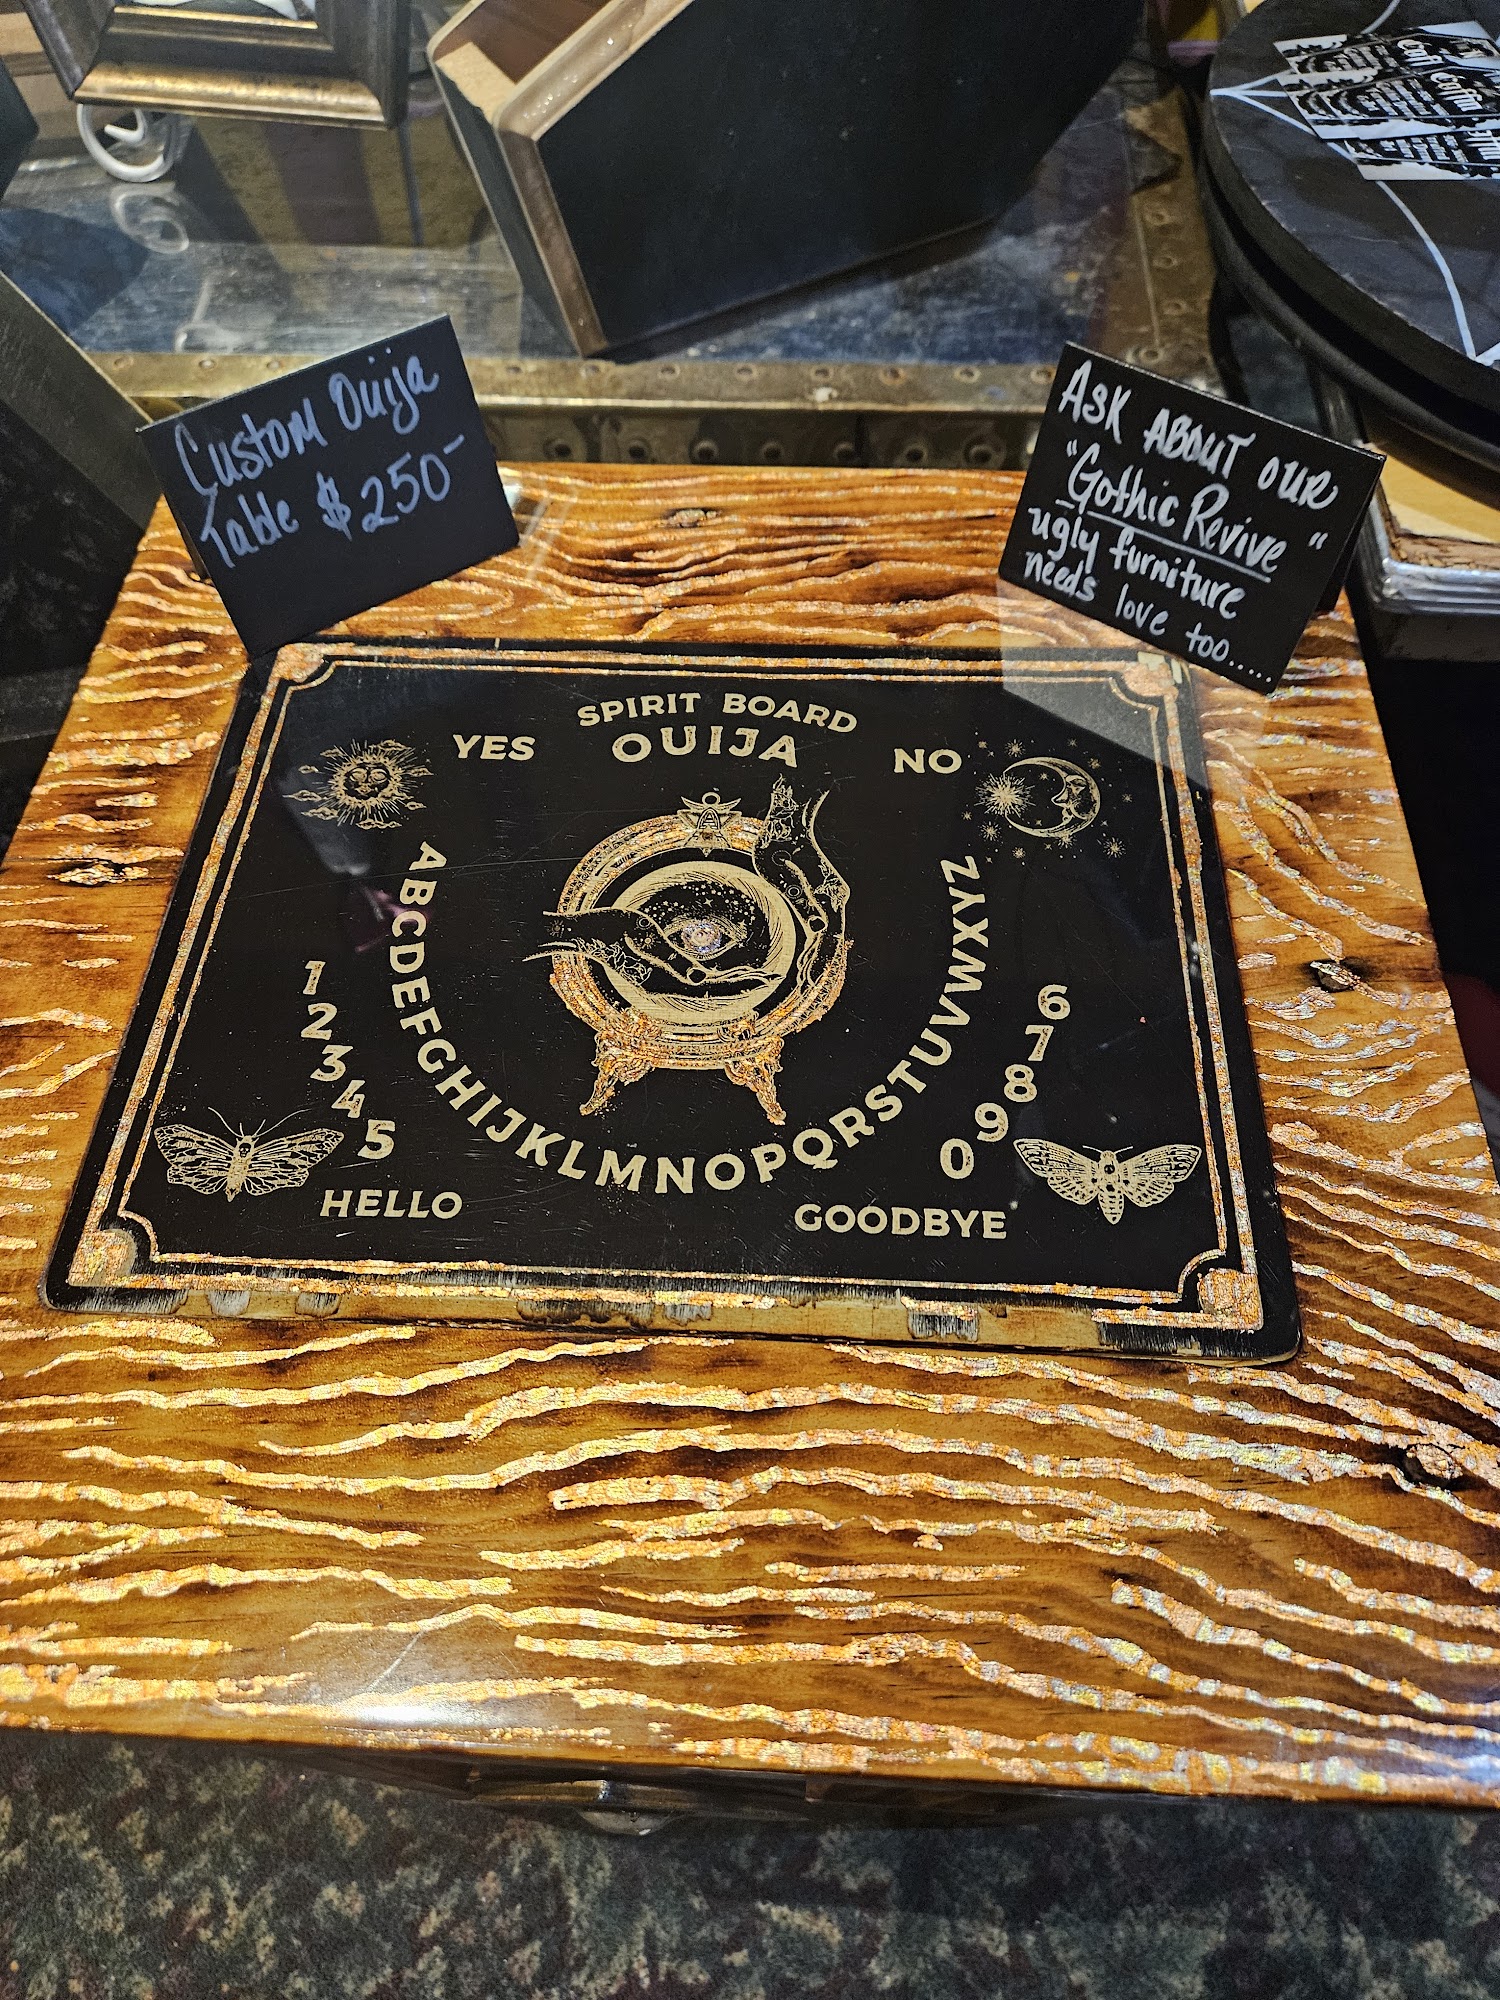 Custom Ouija
Table $250-
ASK ABOUT OUR
"Gothic Revive"
ugly furniture
needs love too.....
SPIRIT BOARD
YES OUIJA NO
ABCDEFGHIJKLMNOPQRSTUVWXYZ
1
2
3
4
5
6
7
8
9
0
HELLO
GOODBYE